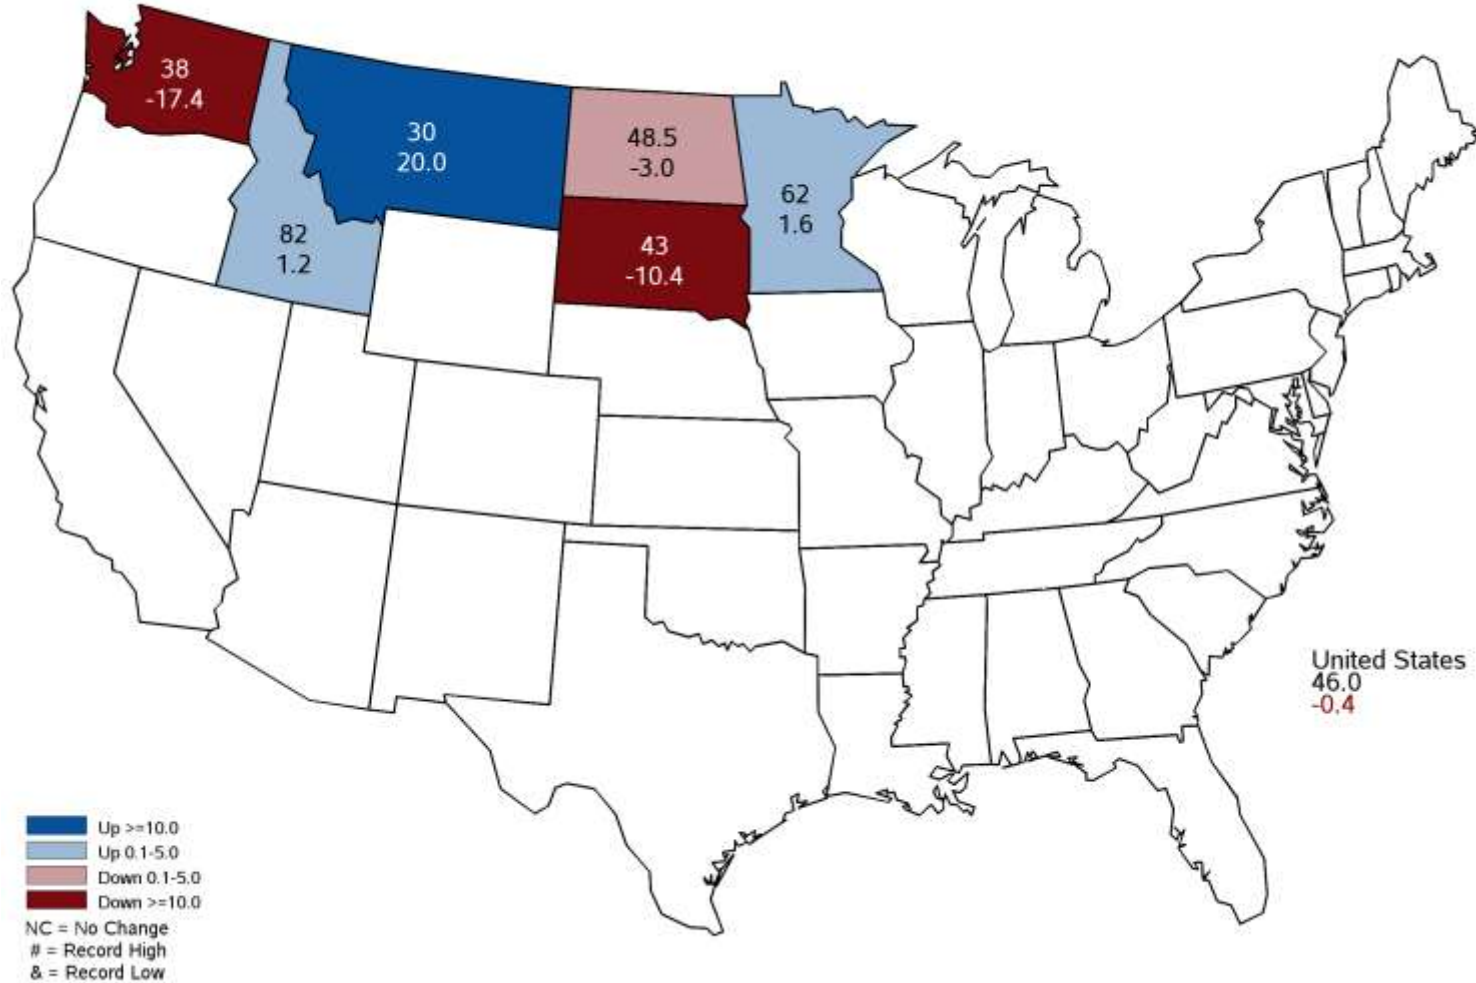 38
-17.4
30
20.0
48.5
-3.0
62
1.6
82
1.2
43
-10.4
United States
46.0
-0.4
Up >=10.0
Up 0.1-5.0
Down 0.1-5.0
Down >=10.0
NC = No Change
# = Record High
& = Record Low